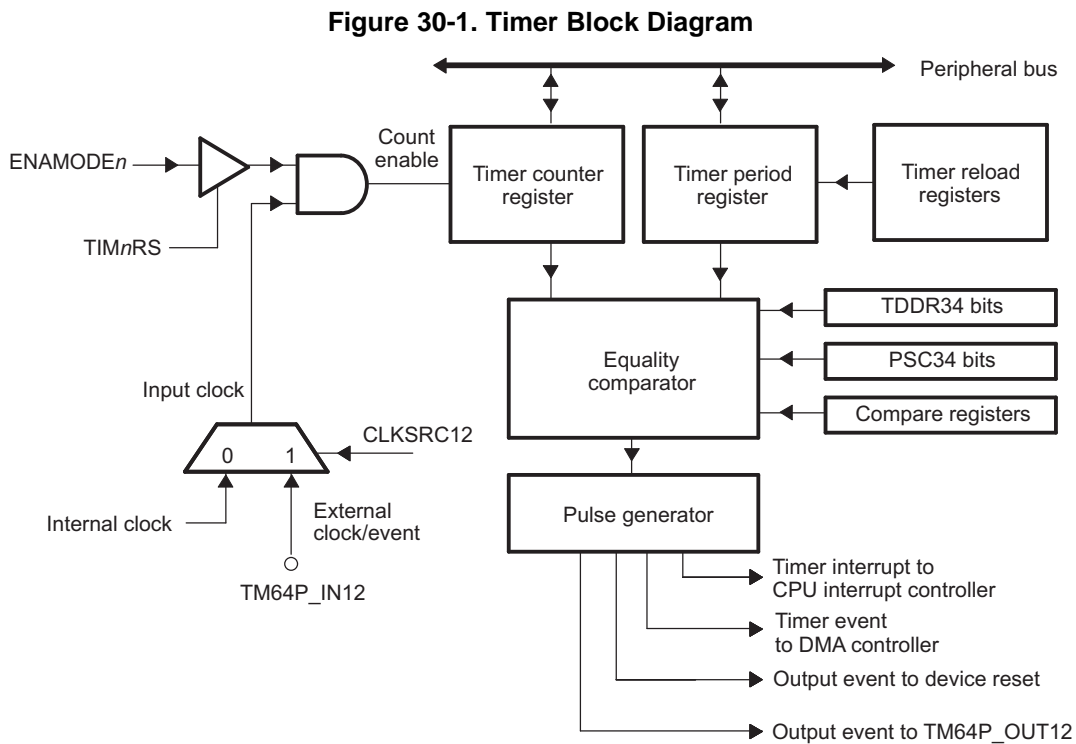 Figure 30-1. Timer Block Diagram
Peripheral bus
ENAMODEn
Count
enable
Timer counter
register
Timer period
register
Timer reload
registers
TIMnRS
TDDR34 bits
Equality
comparator
PSC34 bits
Input clock
Compare registers
CLKSRC12
0 1
Internal clock
External
clock/event
Pulse generator
TM64P_IN12
Timer interrupt to
CPU interrupt controller
Timer event
to DMA controller
Output event to device reset
Output event to TM64P_OUT12